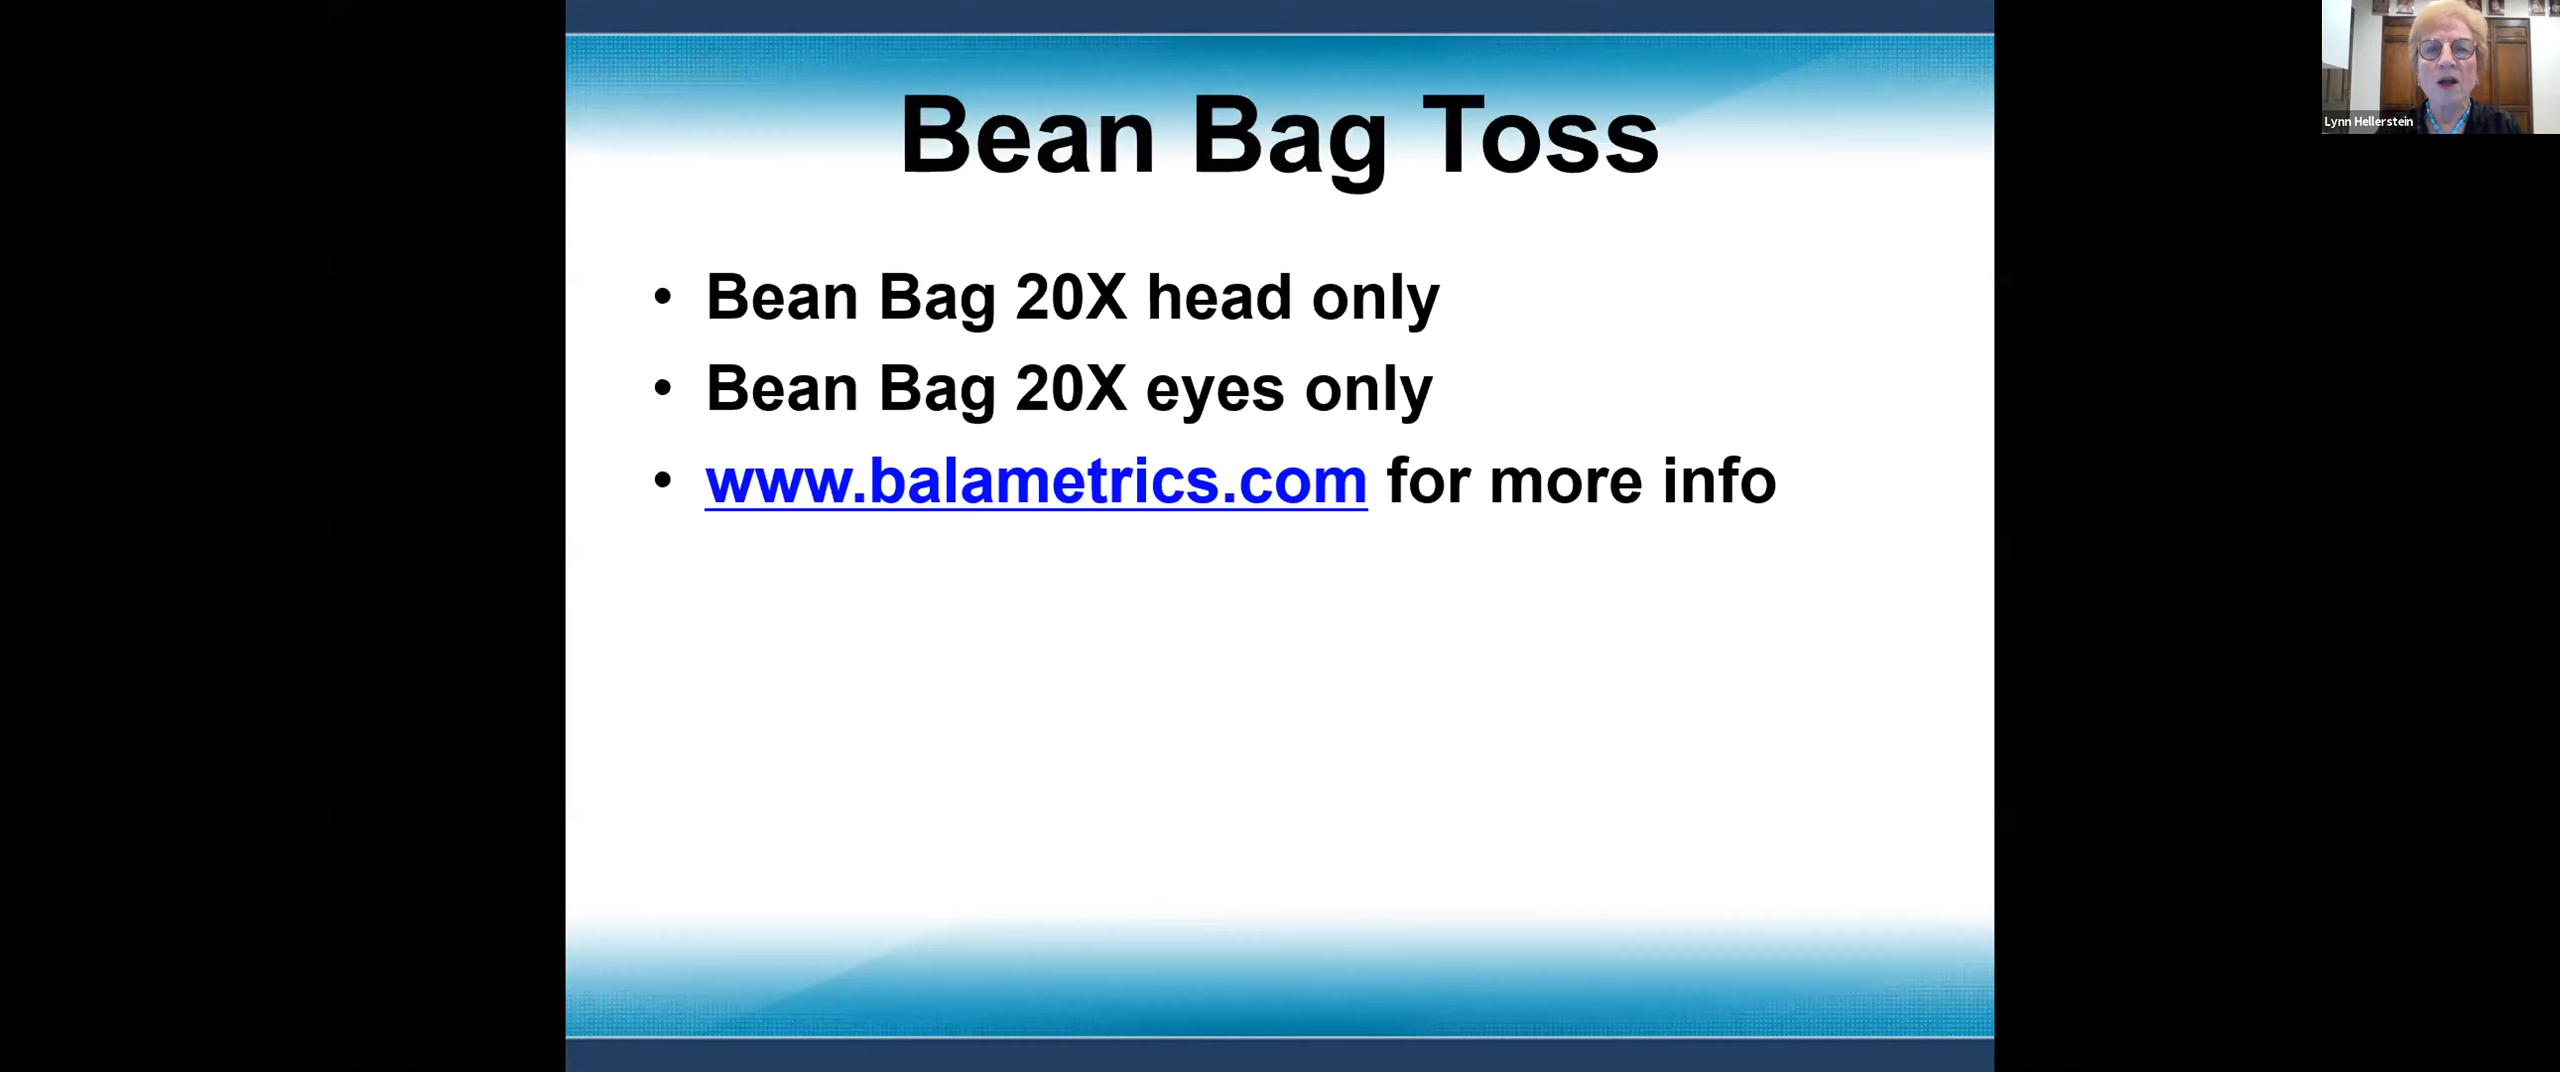 Bean Bag Toss
• Bean Bag 20X head only
• Bean Bag 20X eyes only
• www.balametrics.com for more info
Lynn Hellerstein